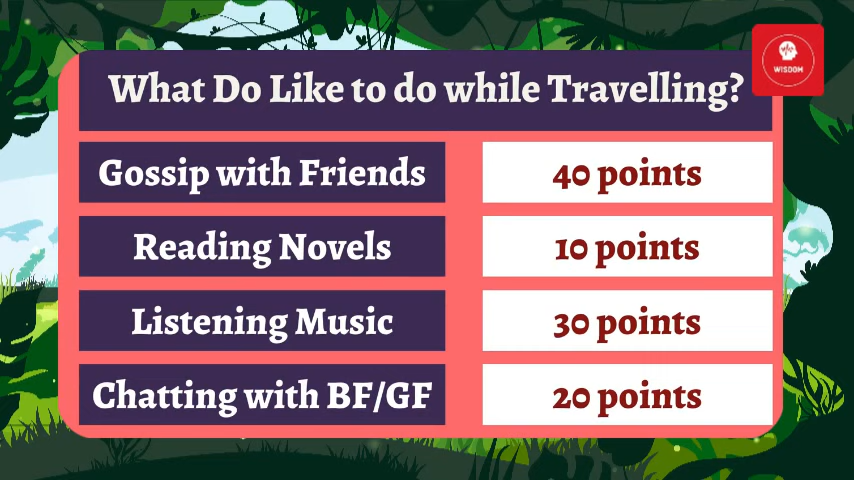 What Do Like to do while Travelling?
WISDOM
Gossip with Friends 40 points
Reading Novels 10 points
Listening Music 30 points
Chatting with BF/GF 20 points